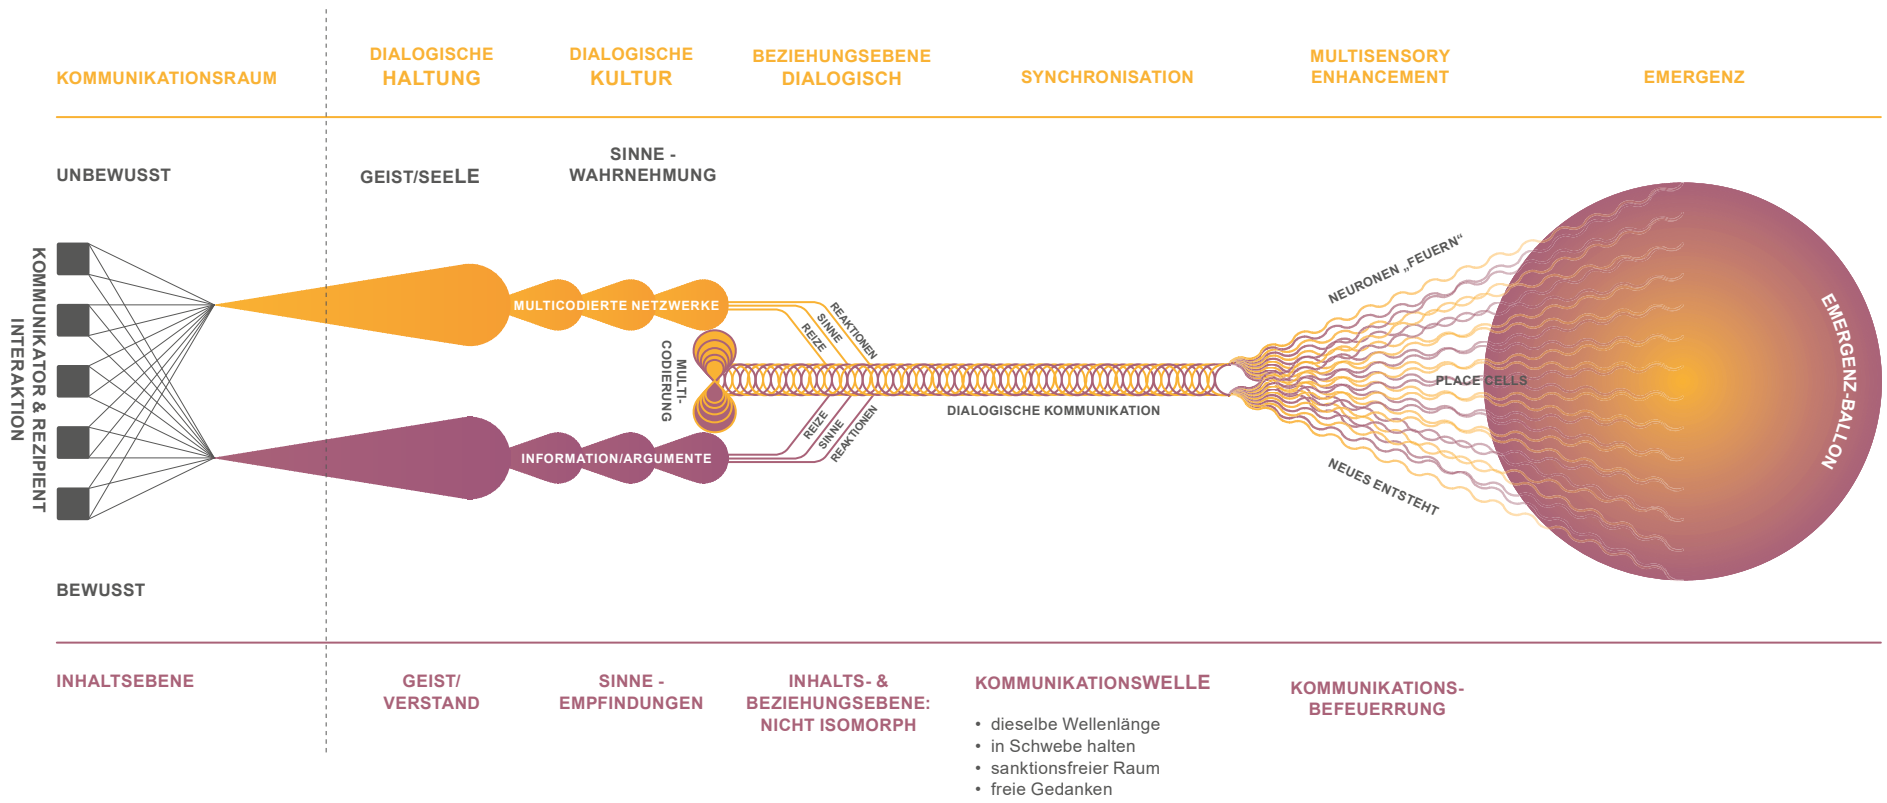 KOMMUNIKATIONSRAUM
DIALOGISCHE
HALTUNG
DIALOGISCHE
KULTUR
BEZIEHUNGSEBENE
DIALOGISCH
SYNCHRONISATION
MULTISENSORY
ENHANCEMENT
EMERGENZ
UNBEWUSST
GEIST/SEELE
SINNE -
WAHRNEHMUNG
KOMMUNIKATOR & REZIPIENT
INTERAKTION
MULTICODIERTE NETZWERKE
MULTI-
CODIERUNG
INFORMATION/ARGUMENTE
REAKTIONEN
SINNE
REIZE
REIZE
SINNE
REAKTIONEN
DIALOGISCHE KOMMUNIKATION
NEURONEN „FEUERN“
PLACE CELLS
NEUES ENTSTEHT
EMERGENZ-BALLON
BEWUSST
INHALTSEBENE
GEIST/
VERSTAND
SINNE -
EMPFINDUNGEN
INHALTS- &
BEZIEHUNGSEBENE:
NICHT ISOMORPH
KOMMUNIKATIONSWELLE
• dieselbe Wellenlänge
• in Schwebe halten
• sanktionsfreier Raum
• freie Gedanken
KOMMUNIKATIONS-
BEFEUERRUNG